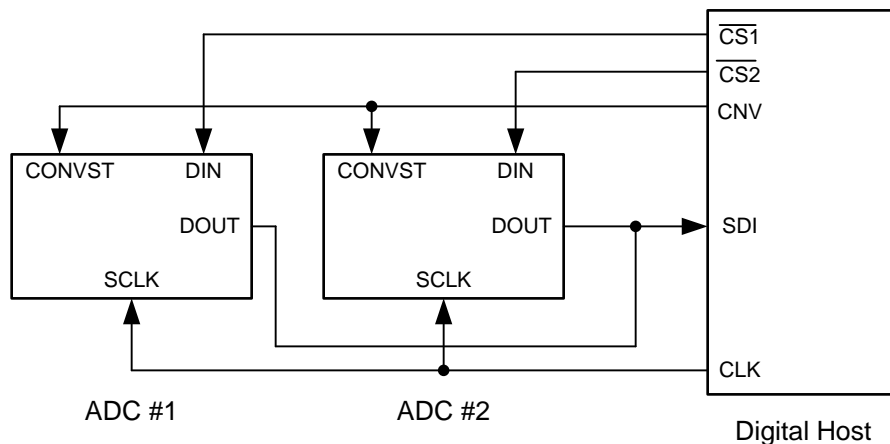 CS1
CS2
CNV
CONVST DIN
CONVST DIN
DOUT
DOUT
SDI
SCLK
SCLK
CLK
ADC #1
ADC #2
Digital Host